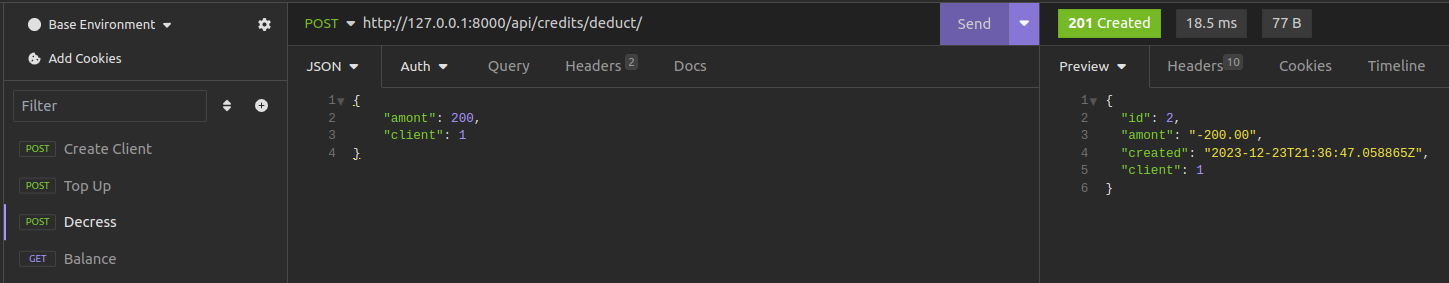 Base Environment
Add Cookies
Filter
POST Create Client
POST Top Up
POST Decress
GET Balance
POST http://127.0.0.1:8000/api/credits/deduct/ Send
JSON Auth Query Headers 2 Docs
1 {
2 "amont": 200,
3 "client": 1
4 }
201 Created 18.5 ms 77 B
Preview Headers 10 Cookies Timeline
1 {
2 "id": 2,
3 "amont": "-200.00",
4 "created": "2023-12-23T21:36:47.058865Z",
5 "client": 1
6 }